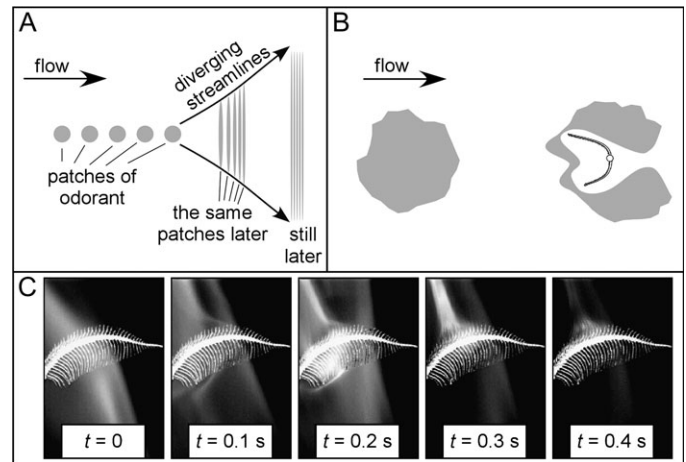 A
flow
diverging
streamlines
patches of
odorant
the same
patches later
still
later
B
flow
C
t = 0
t = 0.1 s
t = 0.2 s
t = 0.3 s
t = 0.4 s